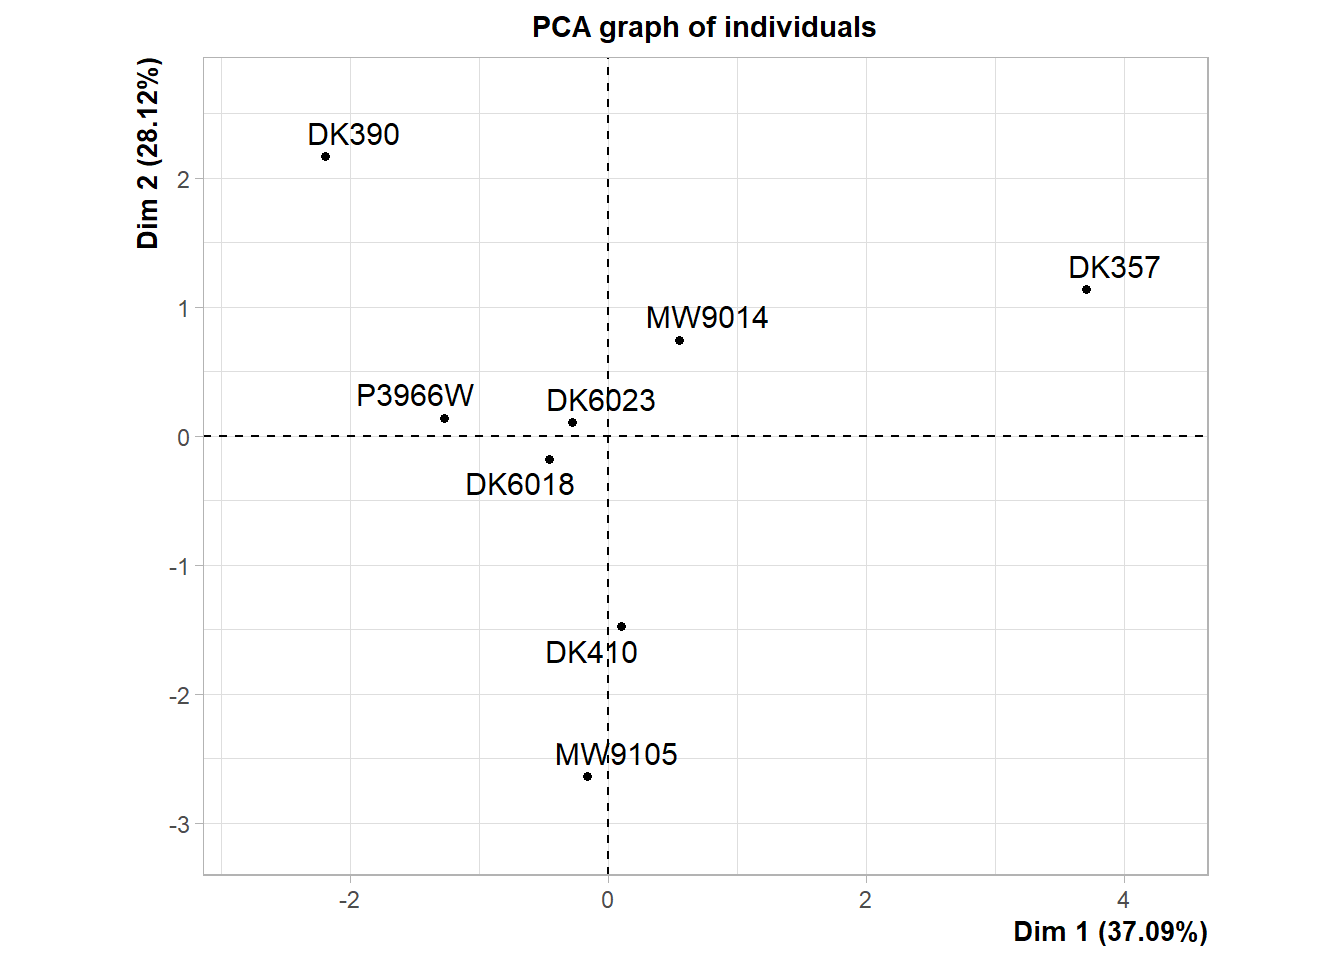 PCA graph of individuals
Dim 2 (28.12%)
DK390
2
DK357
1
MW9014
P3966W
DK6023
0
DK6018
-1
DK410
-2
MW9105
-3
-2
0
2
4
Dim 1 (37.09%)